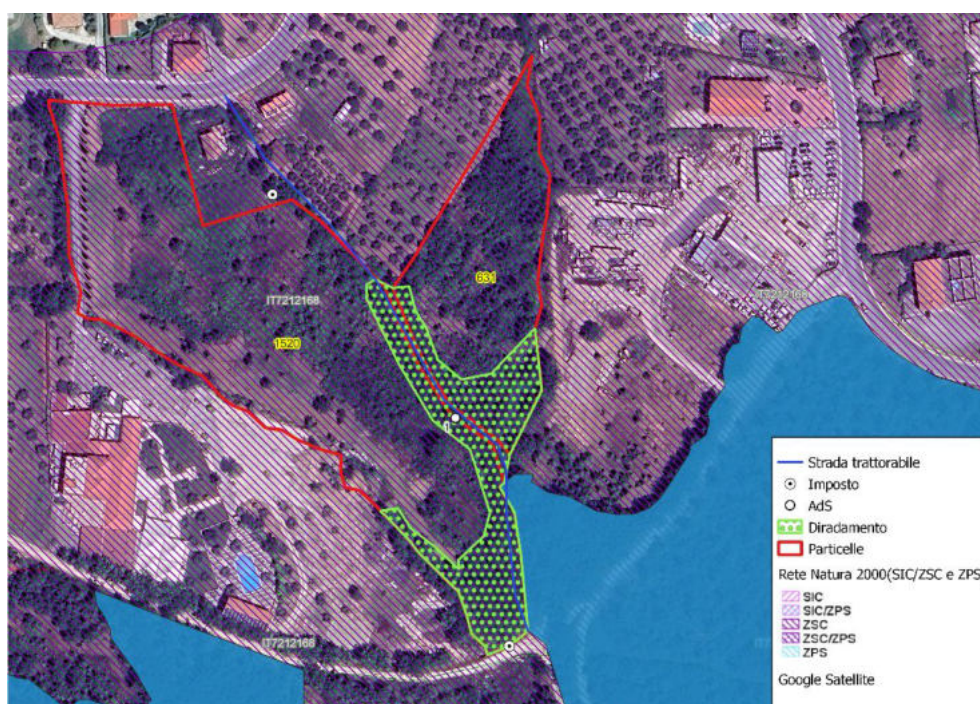 631
IT7212168
IT7212168
1520
1
IT7212168
Strada trattorabile
Imposto
AdS
Diradamento
Particelle
Rete Natura 2000(SIC/ZSC e ZPS
SIC
SIC/ZPS
ZSC
ZSC/ZPS
ZPS
Google Satellite